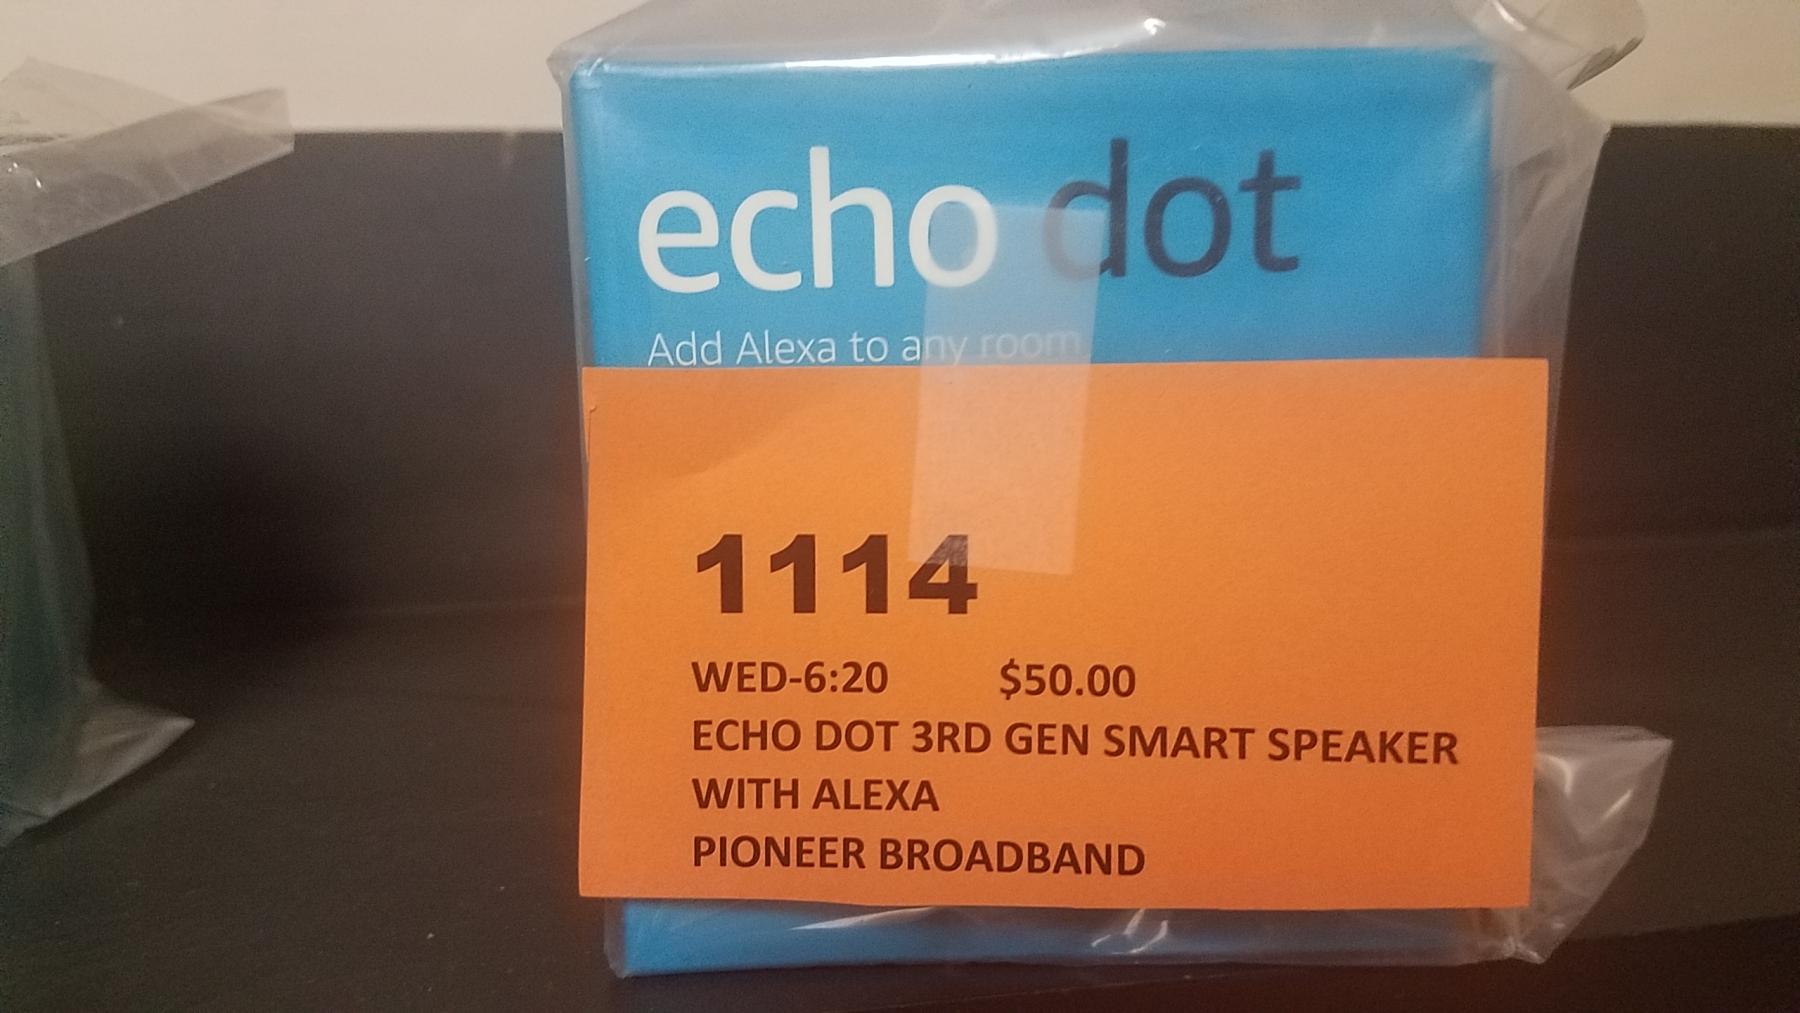 echo dot
Add Alexa to any room
1114
WED-6:20 $50.00
ECHO DOT 3RD GEN SMART SPEAKER
WITH ALEXA
PIONEER BROADBAND